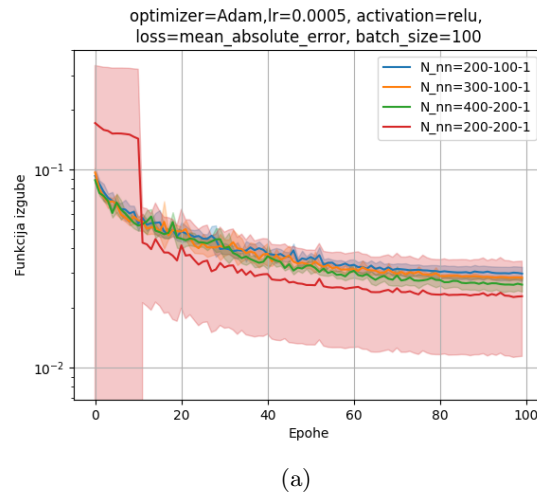 optimizer=Adam,lr=0.0005, activation=relu,
loss=mean_absolute_error, batch_size=100
N_nn=200-100-1
N_nn=300-100-1
N_nn=400-200-1
N_nn=200-200-1
Funkcija izgube
10⁻¹
10⁻²
0 20 40 60 80 100
Epohe
(a)